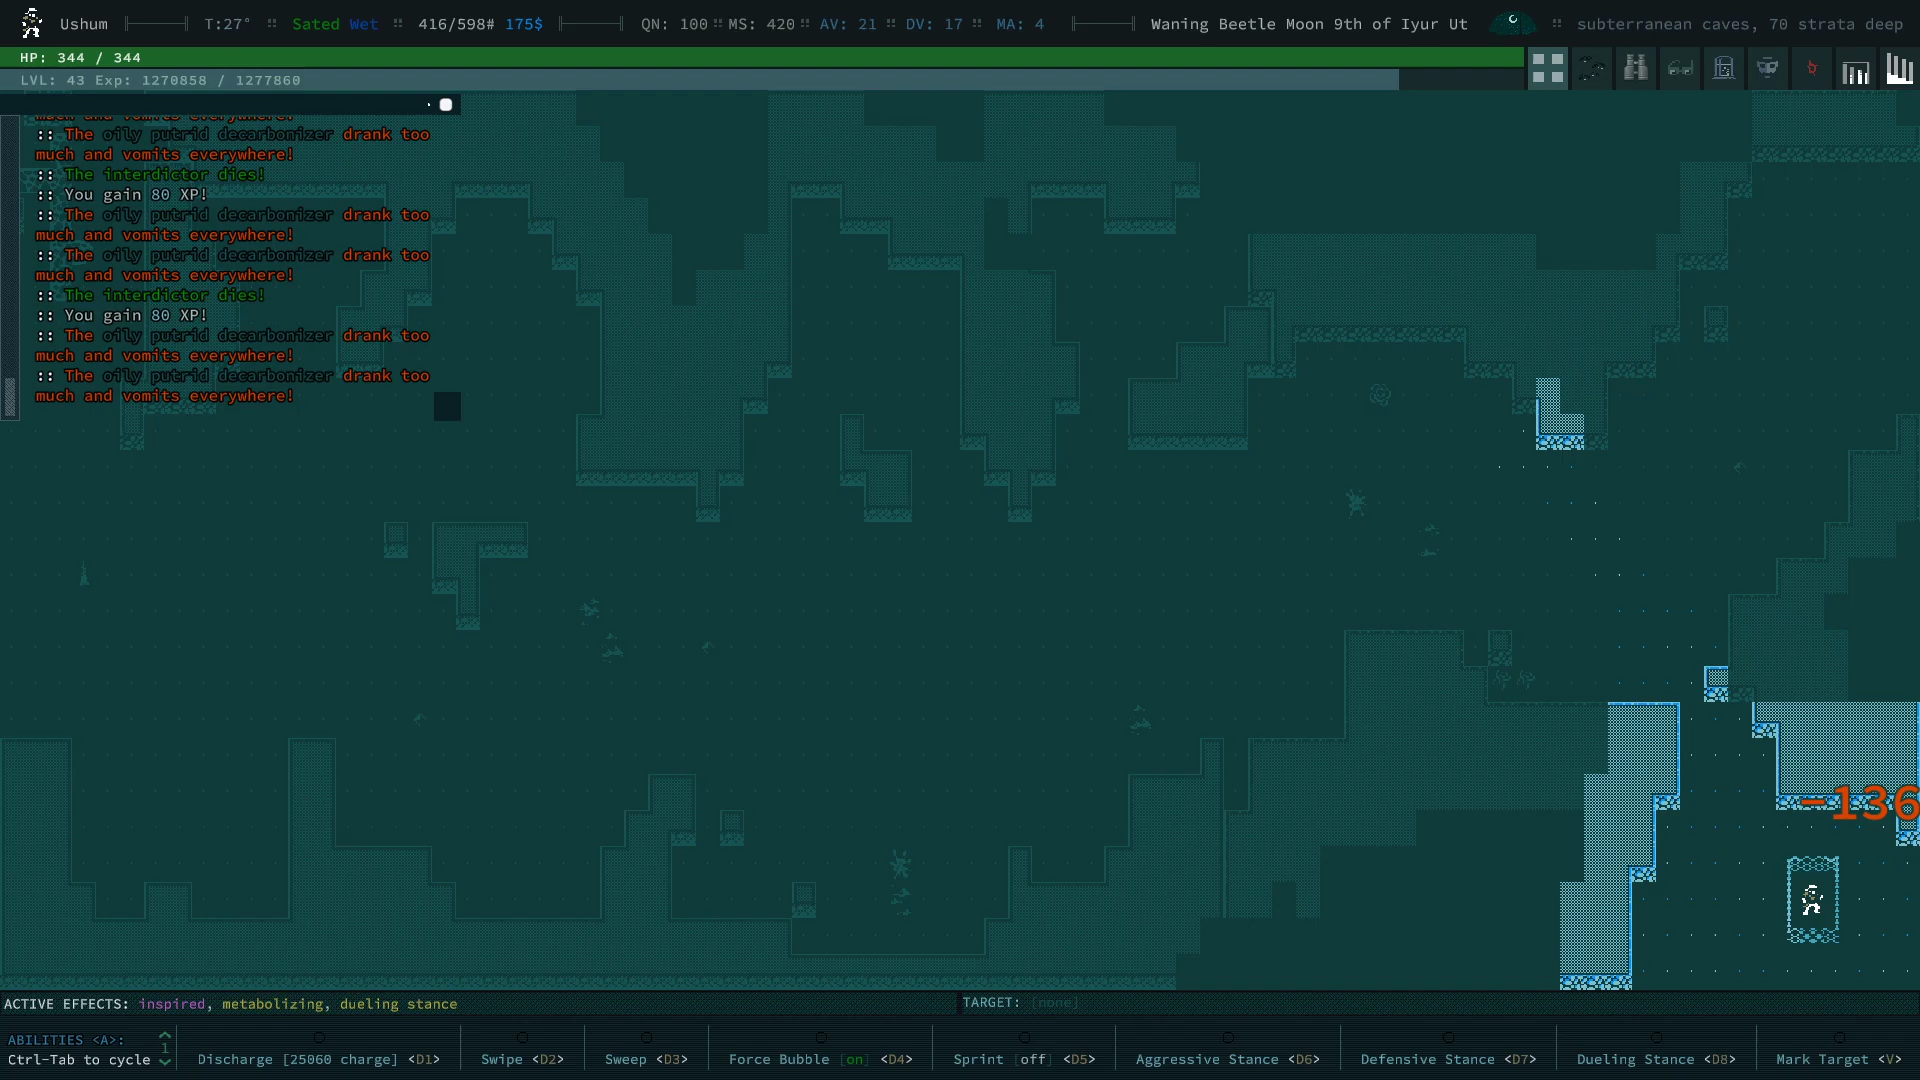 Ushum T:27° Sated Wet 416/598# 175$ QN: 100 MS: 420 AV: 21 DV: 17 MA: 4 Waning Beetle Moon 9th of Iyur Ut subterranean caves, 70 strata deep
HP: 344 / 344
LVL: 43 Exp: 1270858 / 1277860
much and vomits everywhere!
:: The oily putrid decarbonizer drank too
much and vomits everywhere!
:: The interdictor dies!
:: You gain 80 XP!
:: The oily putrid decarbonizer drank too
much and vomits everywhere!
:: The oily putrid decarbonizer drank too
much and vomits everywhere!
:: The interdictor dies!
:: You gain 80 XP!
:: The oily putrid decarbonizer drank too
much and vomits everywhere!
:: The oily putrid decarbonizer drank too
much and vomits everywhere!
-136
ACTIVE EFFECTS: inspired, metabolizing, dueling stance TARGET: [none]
ABILITIES <A>:
1
Ctrl-Tab to cycle Discharge [25060 charge] <D1> Swipe <D2> Sweep <D3> Force Bubble [on] <D4> Sprint [off] <D5> Aggressive Stance <D6> Defensive Stance <D7> Dueling Stance <D8> Mark Target <V>